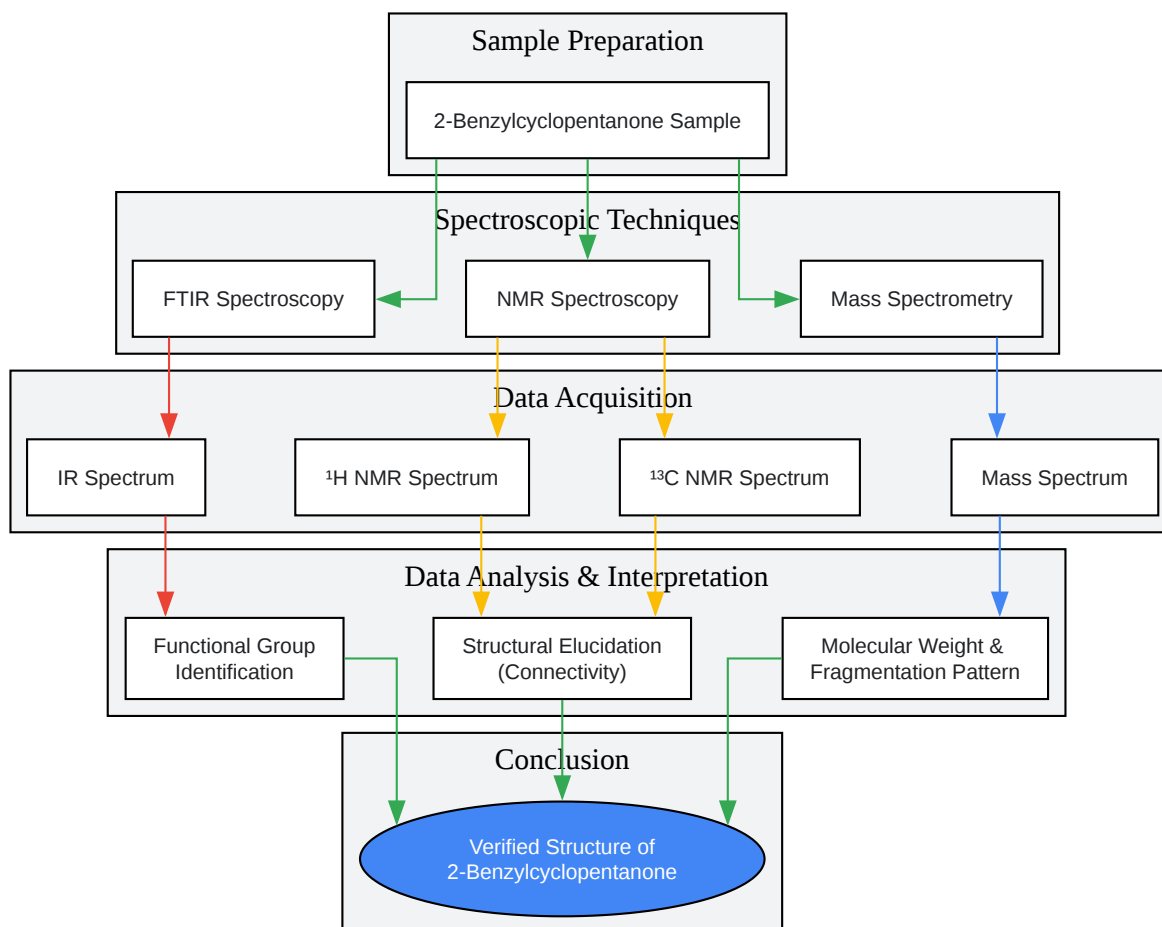 Sample Preparation
2-Benzylcyclopentanone Sample
Spectroscopic Techniques
FTIR Spectroscopy
NMR Spectroscopy
Mass Spectrometry
Data Acquisition
IR Spectrum
¹H NMR Spectrum
¹³C NMR Spectrum
Mass Spectrum
Data Analysis & Interpretation
Functional Group
Identification
Structural Elucidation
(Connectivity)
Molecular Weight &
Fragmentation Pattern
Conclusion
Verified Structure of
2-Benzylcyclopentanone